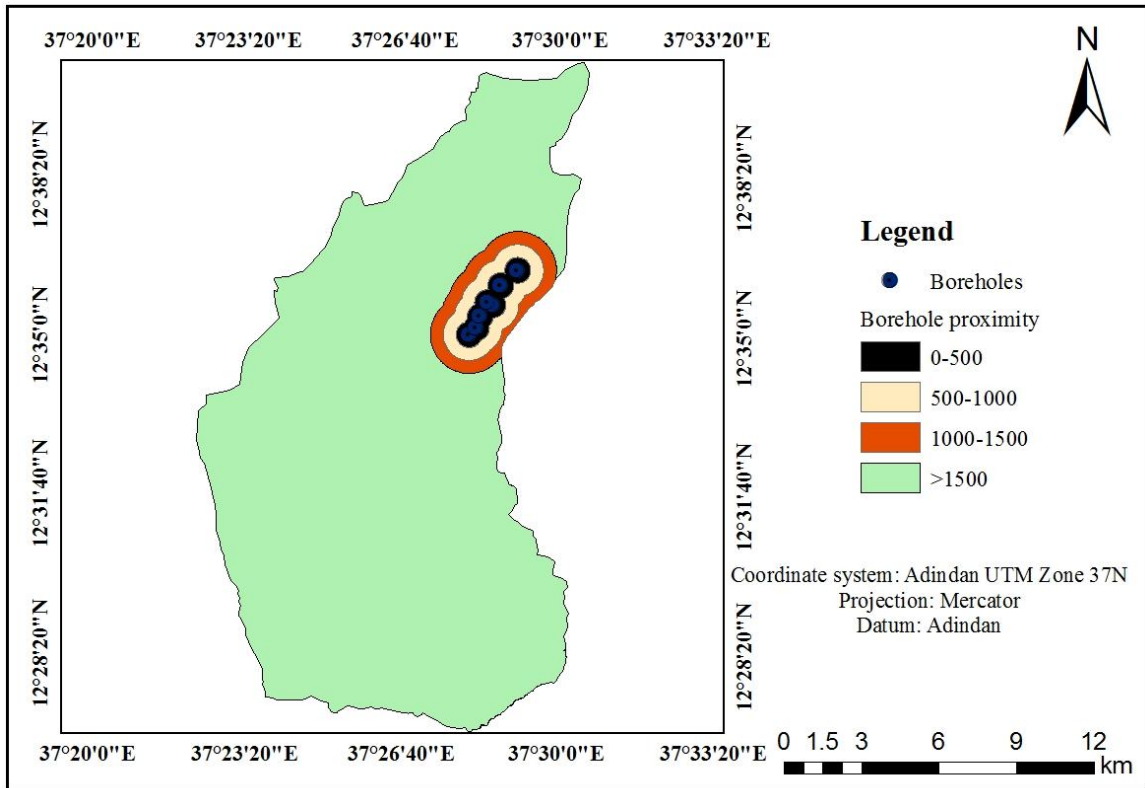 37°20'0"E 37°23'20"E 37°26'40"E 37°30'0"E 37°33'20"E
N
12°38'20"N
12°35'0"N
12°31'40"N
12°28'20"N
12°38'20"N
12°35'0"N
12°31'40"N
12°28'20"N
Legend
Boreholes
Borehole proximity
0-500
500-1000
1000-1500
>1500
Coordinate system: Adindan UTM Zone 37N
Projection: Mercator
Datum: Adindan
37°20'0"E 37°23'20"E 37°26'40"E 37°30'0"E 37°33'20"E
0 1.5 3 6 9 12
km